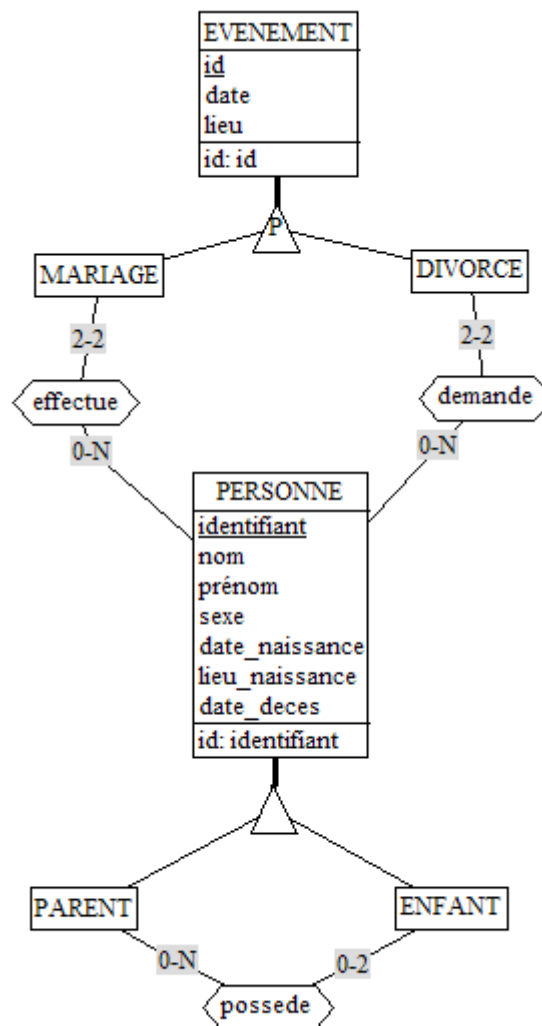 EVENEMENT
id
date
lieu
id: id
P
MARIAGE
DIVORCE
2-2
2-2
effectue
demande
0-N
0-N
PERSONNE
identifiant
nom
prénom
sexe
date_naissance
lieu_naissance
date_deces
id: identifiant
PARENT
ENFANT
0-N
0-2
possede